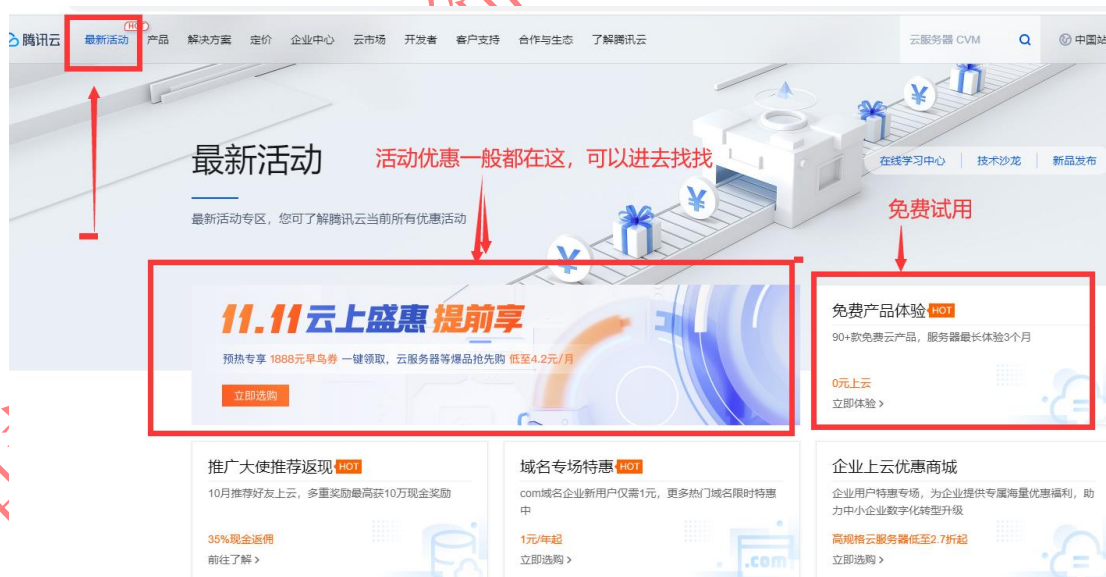 腾讯云
最新活动
HOT
产品
解决方案
定价
企业中心
云市场
开发者
客户支持
合作与生态
了解腾讯云
云服务器 CVM
中国站
最新活动
活动优惠一般都在这，可以进去找找
在线学习中心
技术沙龙
新品发布
最新活动专区，您可了解腾讯云当前所有优惠活动
免费试用
11.11云上盛惠 提前享
预热专享 1888元早鸟券 一键领取，云服务器等爆品抢先购 低至4.2元/月
立即选购
免费产品体验 HOT
90+款免费云产品，服务器最长体验3个月
0元上云
立即体验 >
推广大使推荐返现 HOT
10月推荐好友上云，多重奖励最高获10万现金奖励
35%现金返佣
前往了解 >
域名专场特惠 HOT
com域名企业新用户仅需1元，更多热门域名限时特惠
中
1元/年起
立即选购 >
.com
企业上云优惠商城
企业用户特惠专场，为企业提供专属海量优惠福利，助
力中小企业数字化转型升级
高规格云服务器低至2.7折起
立即选购 >